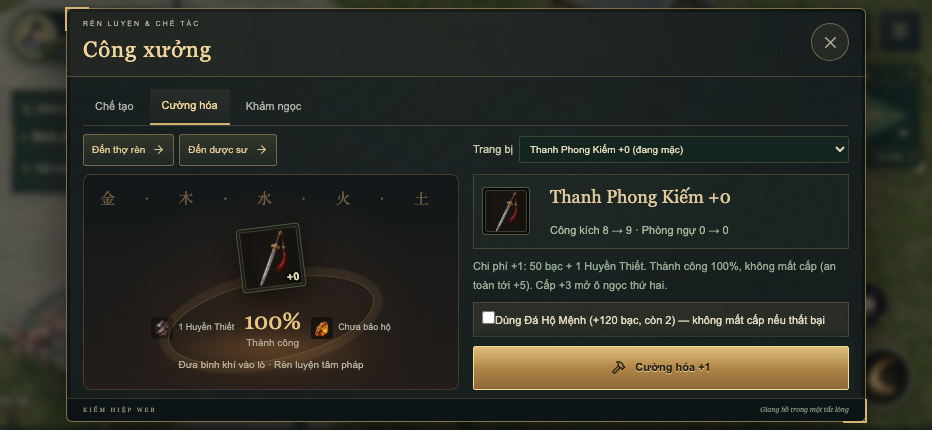 RÈN LUYỆN & CHẾ TÁC
Công xưởng
Chế tạo
Cường hóa
Khảm ngọc
Đến thợ rèn →
Đến dược sư →
Trang bị
Thanh Phong Kiếm +0 (đang mặc)
金 · 木 · 水 · 火 · 土
+0
1 Huyền Thiết
100%
Thành công
Chưa bảo hộ
Đưa binh khí vào lò · Rèn luyện tâm pháp
Thanh Phong Kiếm +0
Công kích 8 → 9 · Phòng ngự 0 → 0
Chi phí +1: 50 bạc + 1 Huyền Thiết. Thành công 100%, không mất cấp (an
toàn tới +5). Cấp +3 mở ô ngọc thứ hai.
Dùng Đá Hộ Mệnh (+120 bạc, còn 2) — không mất cấp nếu thất bại
Cường hóa +1
KIẾM HIỆP WEB
Giang hồ trong một tấc lòng